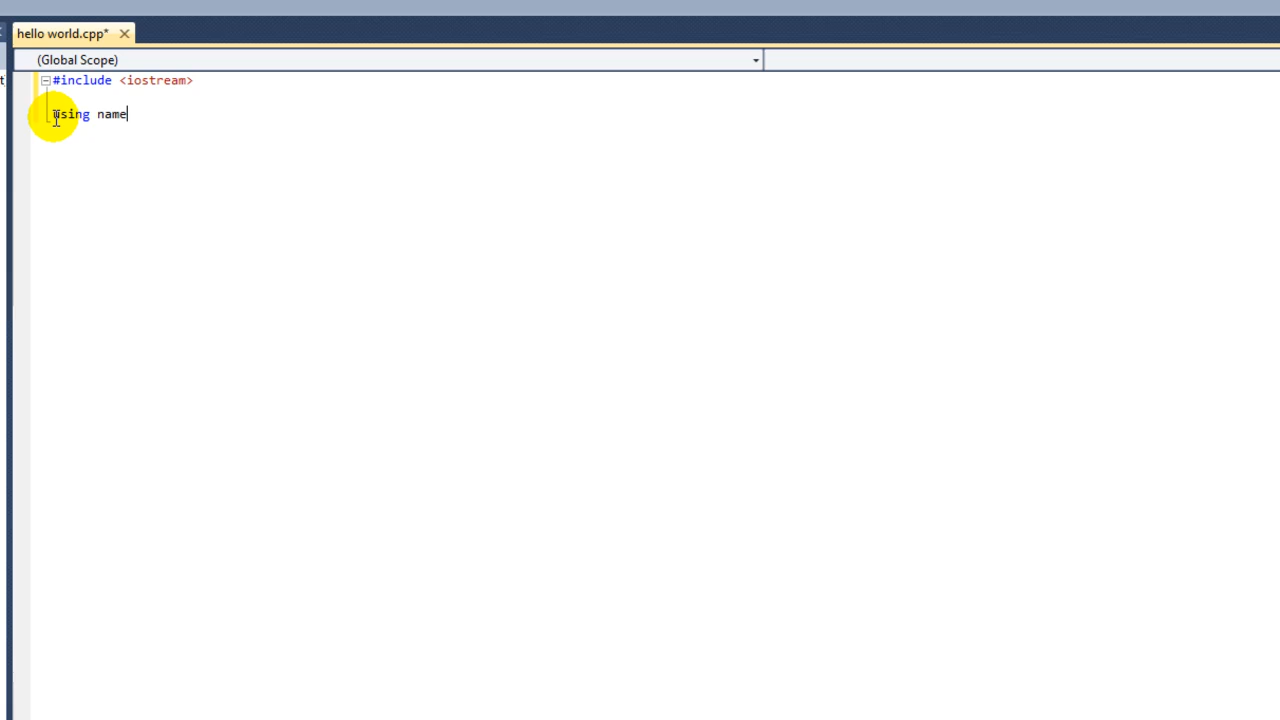 hello world.cpp*
(Global Scope)
#include <iostream>
using name